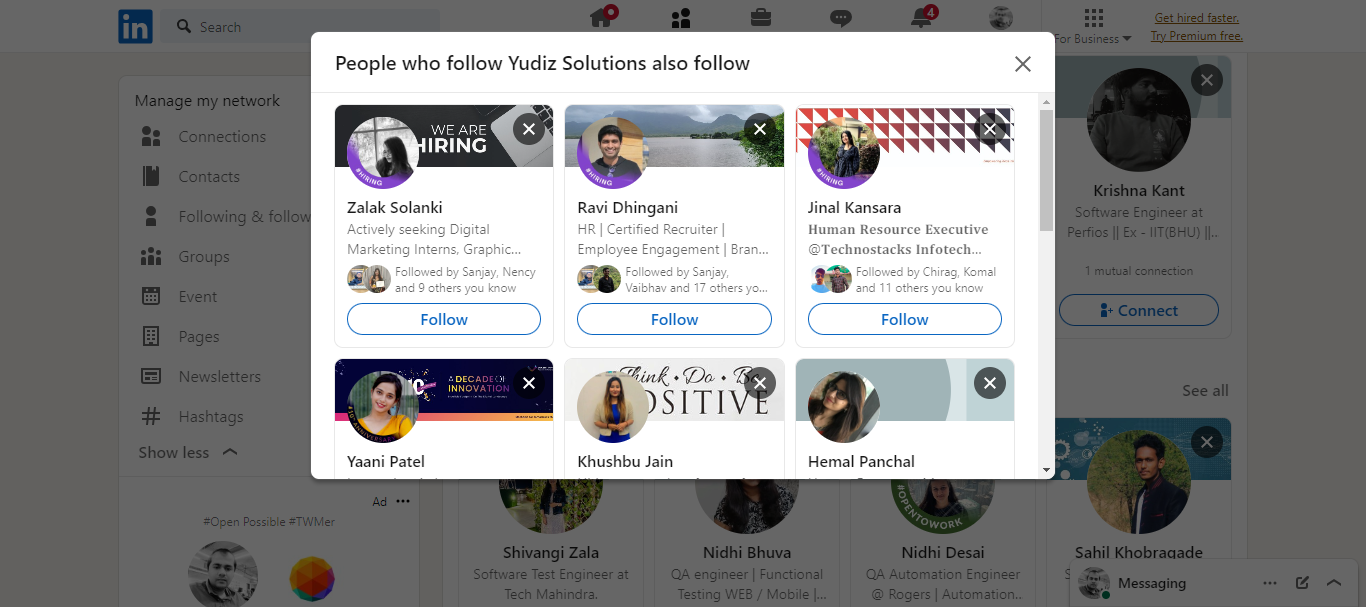 in
Search
4
For Business
Get hired faster.
Try Premium free.
People who follow Yudiz Solutions also follow
Manage my network
Connections
Contacts
Following & follow
Groups
Event
Pages
Newsletters
Hashtags
Show less
Ad
#Open Possible #TWMer
WE ARE
HIRING
#HIRING
Zalak Solanki
Actively seeking Digital
Marketing Interns, Graphic...
Followed by Sanjay, Nency
and 9 others you know
Follow
#HIRING
Ravi Dhingani
HR | Certified Recruiter |
Employee Engagement | Bran...
Followed by Sanjay,
Vaibhav and 17 others yo...
Follow
#HIRING
Jinal Kansara
Human Resource Executive
@Technostacks Infotech...
Followed by Chirag, Komal
and 11 others you know
Follow
A DECADE OF
INNOVATION
Yaani Patel
Think • Do • Be
POSITIVE
Khushbu Jain
Hemal Panchal
Krishna Kant
Software Engineer at
Perfios || Ex - IIT(BHU) ||..
1 mutual connection
Connect
See all
Shivangi Zala
Software Test Engineer at
Tech Mahindra.
Nidhi Bhuva
QA engineer | Functional
Testing WEB / Mobile |...
#OPENTOWORK
Nidhi Desai
QA Automation Engineer
@ Rogers | Automation..
Sahil Khobragade
Messaging